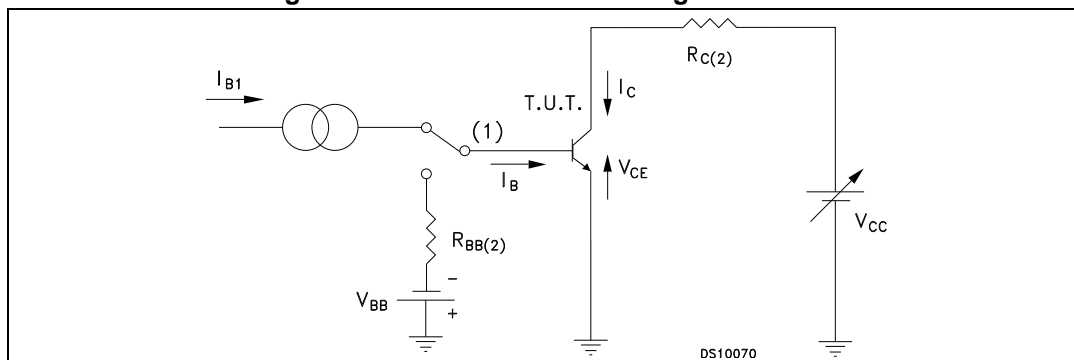 I_B1
R_C(2)
I_C
T.U.T.
(1)
V_CE
I_B
R_BB(2)
V_CC
-
V_BB
+
DS10070